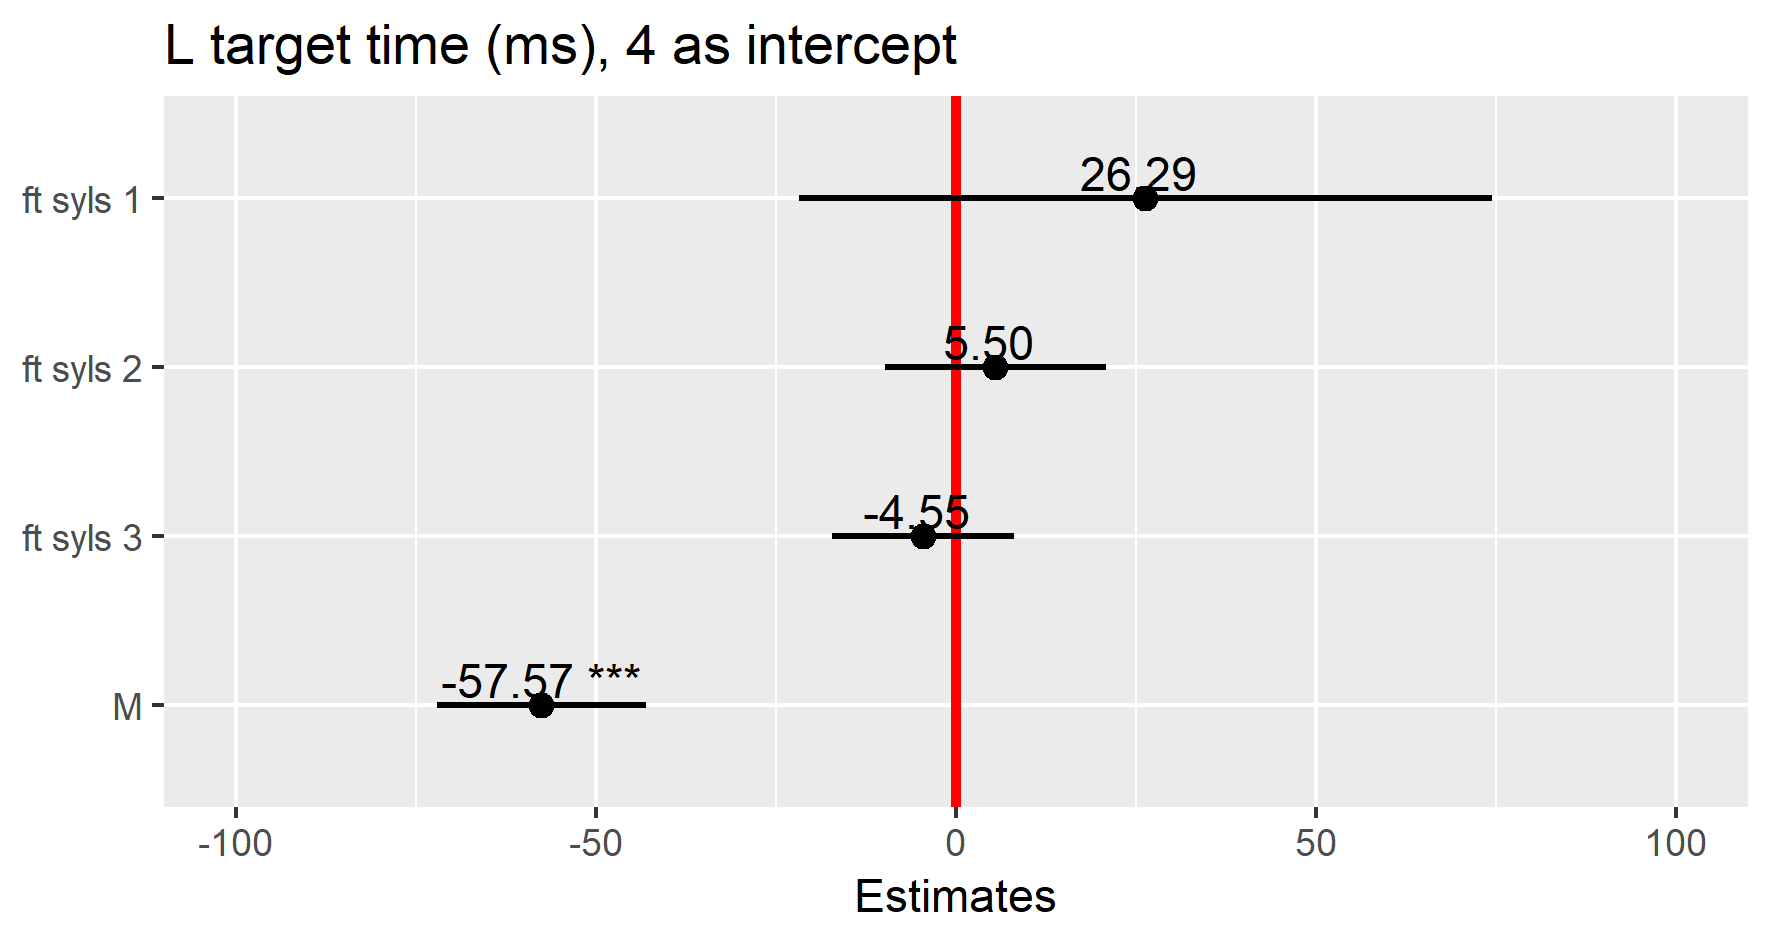 L target time (ms), 4 as intercept
26.29
ft syls 1
5.50
ft syls 2
-4.55
ft syls 3
-57.57 ***
M
-100 -50 0 50 100
Estimates